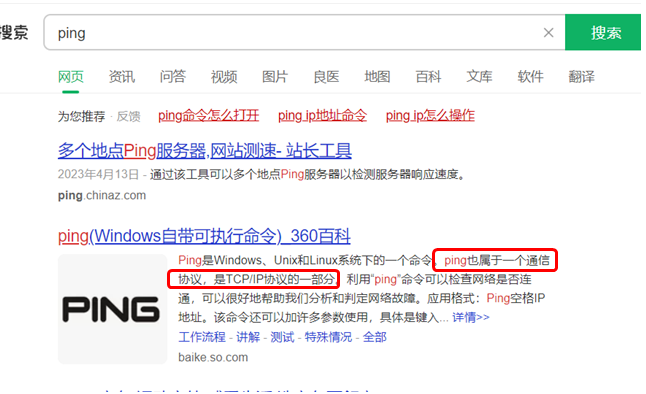 搜索
ping × 搜索
网页 资讯 问答 视频 图片 良医 地图 百科 文库 软件 翻译
为您推荐 · 反馈 ping命令怎么打开 ping ip地址命令 ping ip怎么操作
多个地点Ping服务器,网站测速- 站长工具
2023年4月13日 - 通过该工具可以多个地点Ping服务器以检测服务器响应速度。
ping.chinaz.com
ping(Windows自带可执行命令)_360百科
Ping是Windows、Unix和Linux系统下的一个命令。ping也属于一个通信
协议，是TCP/IP协议的一部分。利用“ping”命令可以检查网络是否连
通，可以很好地帮助我们分析和判定网络故障。应用格式：Ping空格IP
地址。该命令还可以加许多参数使用，具体是键入... 详情>>
工作流程 - 讲解 - 测试 - 特殊情况 - 全部
baike.so.com
PING